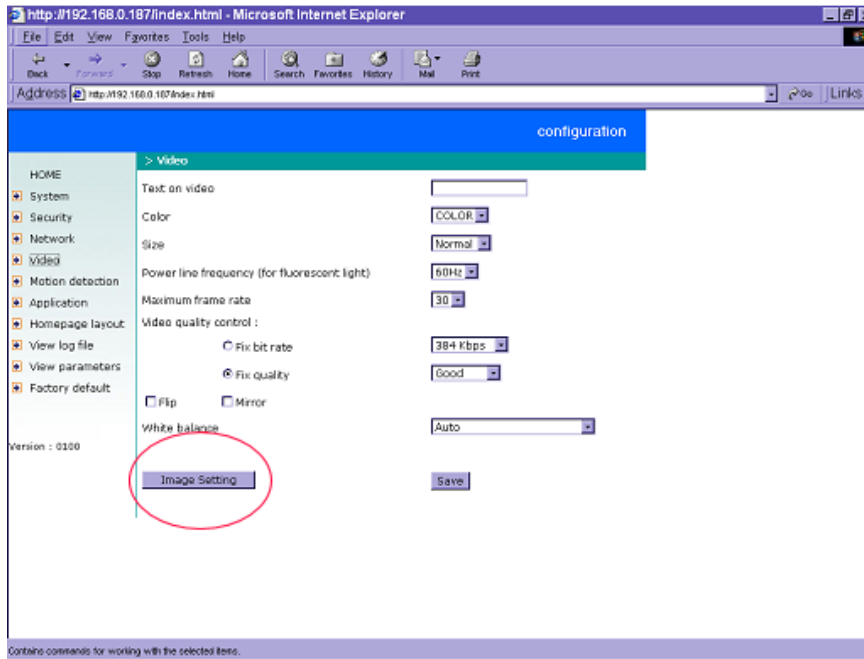 http://192.168.0.187/index.html - Microsoft Internet Explorer
File Edit View Favorites Tools Help
Back Forward Stop Refresh Home Search Favorites History Mail Print
Address http://192.168.0.187/index.html Go Links
configuration
> Video
HOME
System
Security
Network
Video
Motion detection
Application
Homepage layout
View log file
View parameters
Factory default
Version : 0100
Text on video
Color COLOR
Size Normal
Power line frequency (for fluorescent light) 60Hz
Maximum frame rate 30
Video quality control :
Fix bit rate 384 Kbps
Fix quality Good
Flip Mirror
White balance Auto
Image Setting Save
Contains commands for working with the selected items.